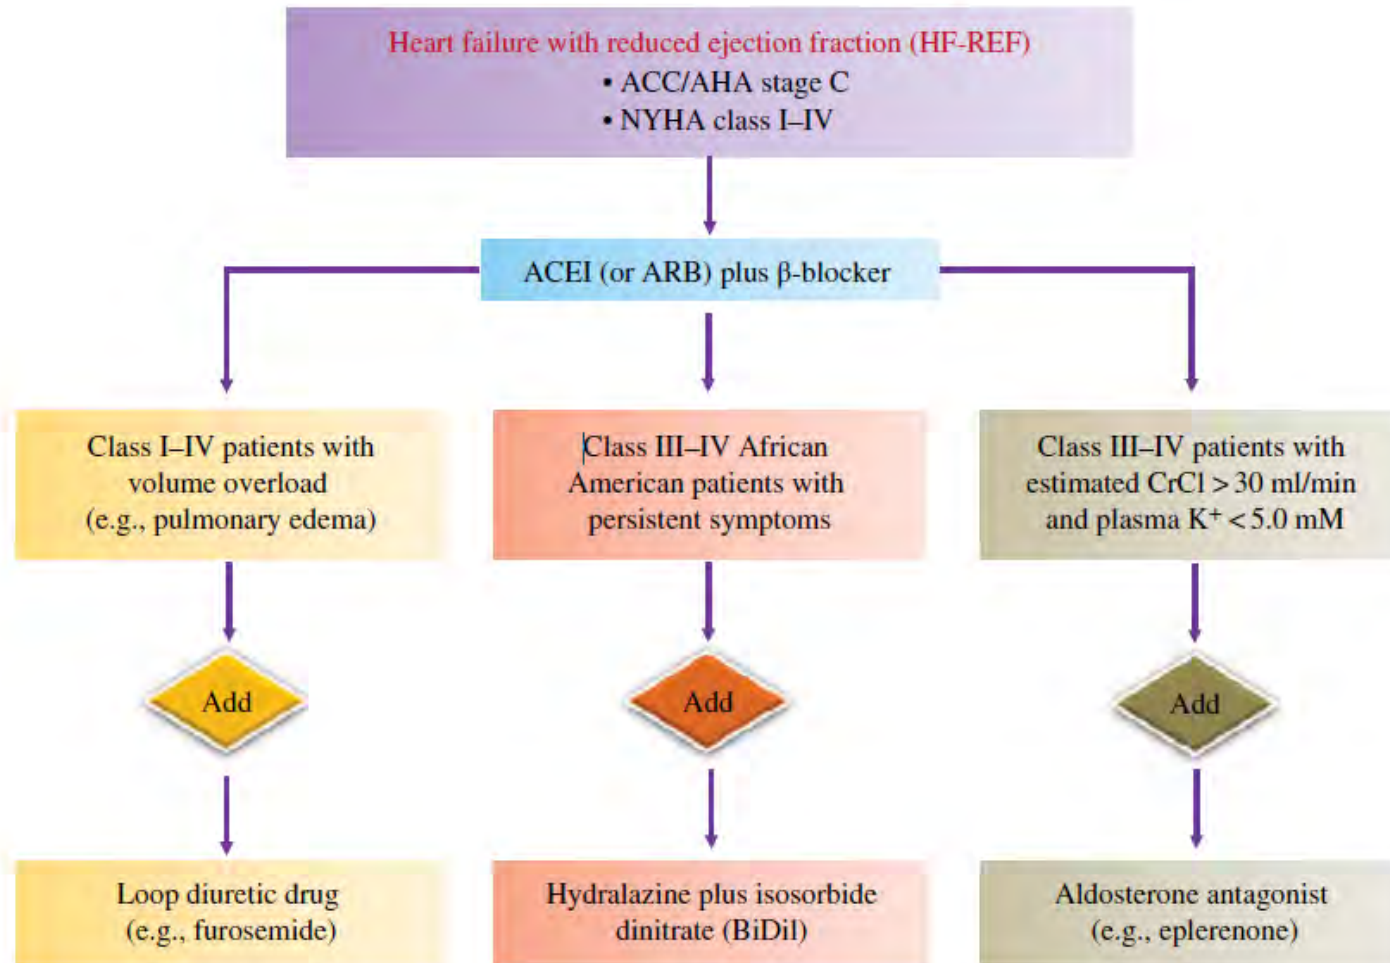 Heart failure with reduced ejection fraction (HF-REF)
• ACC/AHA stage C
• NYHA class I–IV
ACEI (or ARB) plus β-blocker
Class I–IV patients with
volume overload
(e.g., pulmonary edema)
Class III–IV African
American patients with
persistent symptoms
Class III–IV patients with
estimated CrCl > 30 ml/min
and plasma K⁺ < 5.0 mM
Add
Add
Add
Loop diuretic drug
(e.g., furosemide)
Hydralazine plus isosorbide
dinitrate (BiDil)
Aldosterone antagonist
(e.g., eplerenone)